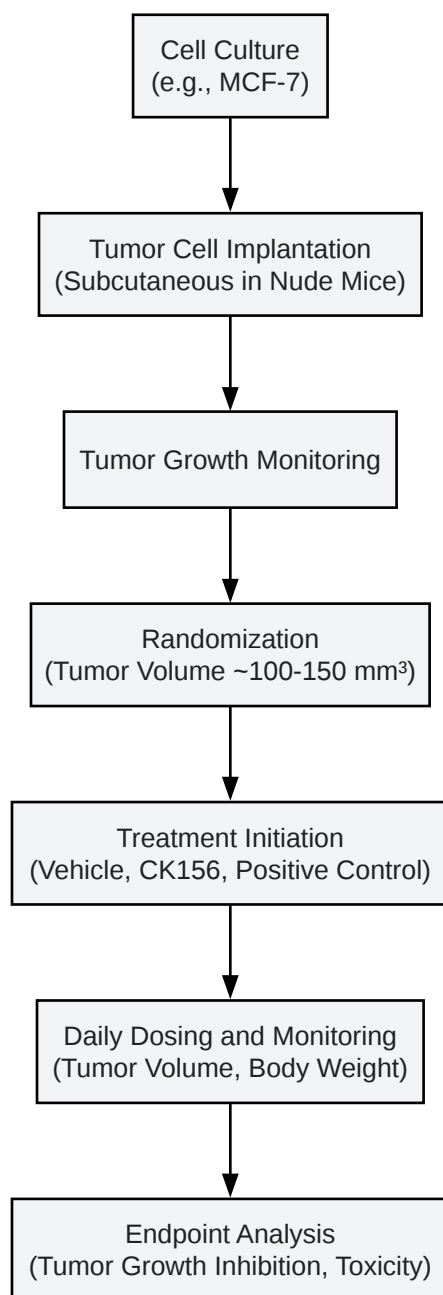 Cell Culture
(e.g., MCF-7)
Tumor Cell Implantation
(Subcutaneous in Nude Mice)
Tumor Growth Monitoring
Randomization
(Tumor Volume ~100-150 mm³)
Treatment Initiation
(Vehicle, CK156, Positive Control)
Daily Dosing and Monitoring
(Tumor Volume, Body Weight)
Endpoint Analysis
(Tumor Growth Inhibition, Toxicity)